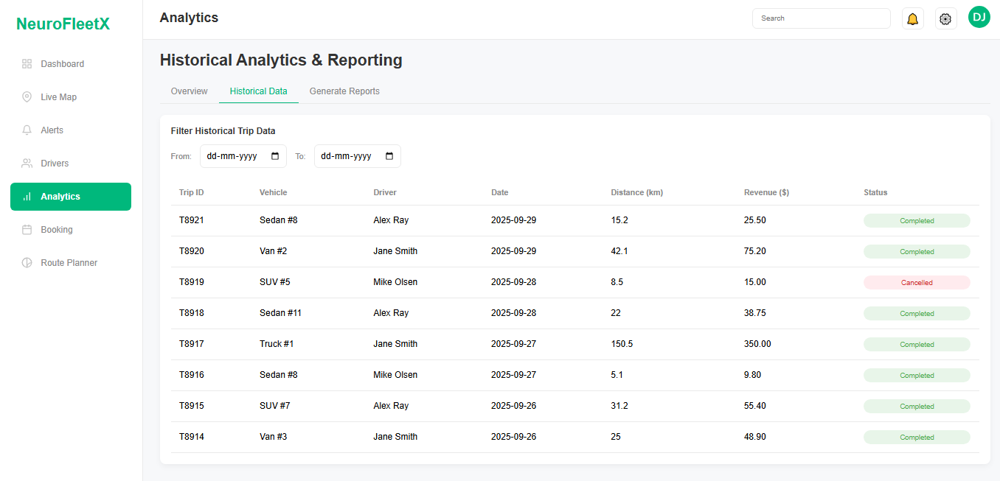 NeuroFleetX
Dashboard
Live Map
Alerts
Drivers
Analytics
Booking
Route Planner
Analytics
Search
DJ
Historical Analytics & Reporting
Overview Historical Data Generate Reports
Filter Historical Trip Data
From: dd-mm-yyyy To: dd-mm-yyyy
Trip ID Vehicle Driver Date Distance (km) Revenue ($) Status
T8921 Sedan #8 Alex Ray 2025-09-29 15.2 25.50 Completed
T8920 Van #2 Jane Smith 2025-09-29 42.1 75.20 Completed
T8919 SUV #5 Mike Olsen 2025-09-28 8.5 15.00 Cancelled
T8918 Sedan #11 Alex Ray 2025-09-28 22 38.75 Completed
T8917 Truck #1 Jane Smith 2025-09-27 150.5 350.00 Completed
T8916 Sedan #8 Mike Olsen 2025-09-27 5.1 9.80 Completed
T8915 SUV #7 Alex Ray 2025-09-26 31.2 55.40 Completed
T8914 Van #3 Jane Smith 2025-09-26 25 48.90 Completed